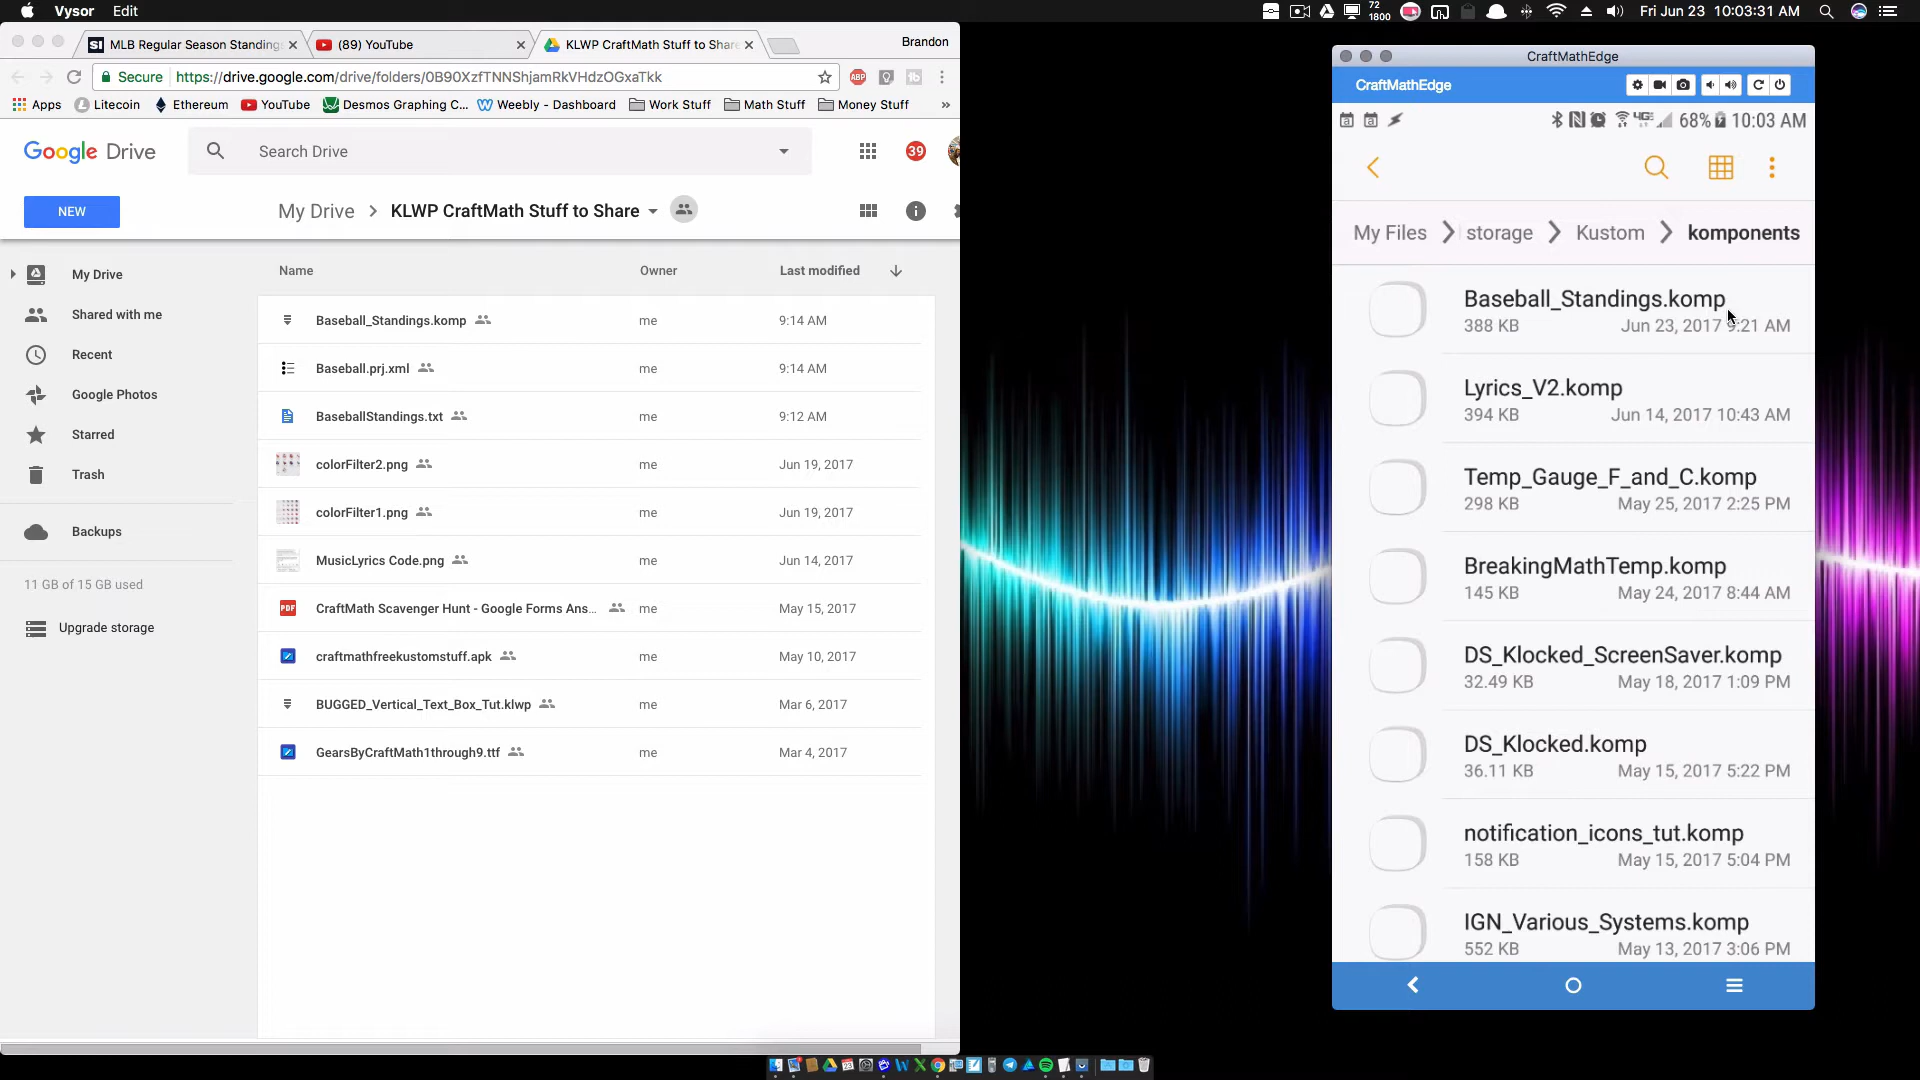 Vysor Edit
72
1800
Fri Jun 23 10:03:31 AM
SI MLB Regular Season Standing
(89) YouTube
KLWP CraftMath Stuff to Share
Brandon
Secure https://drive.google.com/drive/folders/0B90XzfTNNShjamRkVHdzOGxaTkk
ABP
Apps Litecoin Ethereum YouTube Desmos Graphing C... Weebly - Dashboard Work Stuff Math Stuff Money Stuff »
Google Drive
Search Drive
39
NEW
My Drive > KLWP CraftMath Stuff to Share
My Drive
Shared with me
Recent
Google Photos
Starred
Trash
Backups
11 GB of 15 GB used
Upgrade storage
Name Owner Last modified
Baseball_Standings.komp me 9:14 AM
Baseball.prj.xml me 9:14 AM
BaseballStandings.txt me 9:12 AM
colorFilter2.png me Jun 19, 2017
colorFilter1.png me Jun 19, 2017
MusicLyrics Code.png me Jun 14, 2017
PDF CraftMath Scavenger Hunt - Google Forms Ans... me May 15, 2017
craftmathfreekustomstuff.apk me May 10, 2017
BUGGED_Vertical_Text_Box_Tut.klwp me Mar 6, 2017
GearsByCraftMath1through9.ttf me Mar 4, 2017
CraftMathEdge
CraftMathEdge
4G 68% 10:03 AM
My Files > storage > Kustom > komponents
Baseball_Standings.komp
388 KB Jun 23, 2017 9:21 AM
Lyrics_V2.komp
394 KB Jun 14, 2017 10:43 AM
Temp_Gauge_F_and_C.komp
298 KB May 25, 2017 2:25 PM
BreakingMathTemp.komp
145 KB May 24, 2017 8:44 AM
DS_Klocked_ScreenSaver.komp
32.49 KB May 18, 2017 1:09 PM
DS_Klocked.komp
36.11 KB May 15, 2017 5:22 PM
notification_icons_tut.komp
158 KB May 15, 2017 5:04 PM
IGN_Various_Systems.komp
552 KB May 13, 2017 3:06 PM